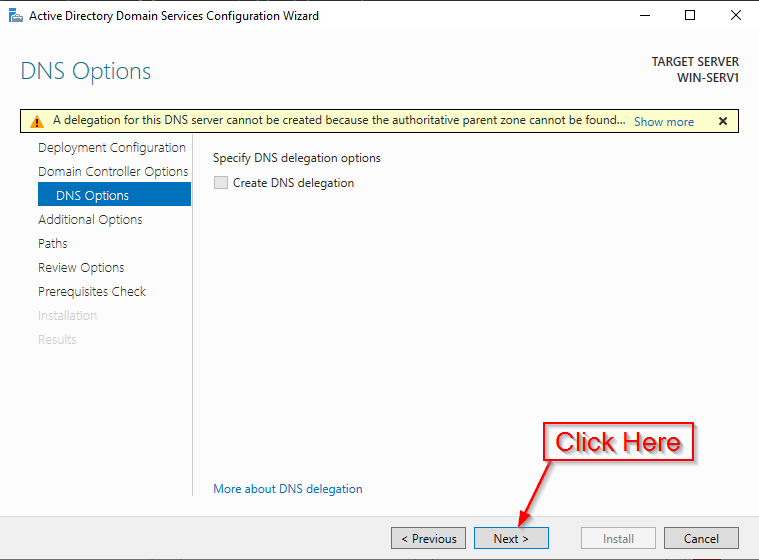 Active Directory Domain Services Configuration Wizard
DNS Options
TARGET SERVER
WIN-SERV1
A delegation for this DNS server cannot be created because the authoritative parent zone cannot be found... Show more
Deployment Configuration
Domain Controller Options
DNS Options
Additional Options
Paths
Review Options
Prerequisites Check
Installation
Results
Specify DNS delegation options
Create DNS delegation
Click Here
More about DNS delegation
< Previous
Next >
Install
Cancel